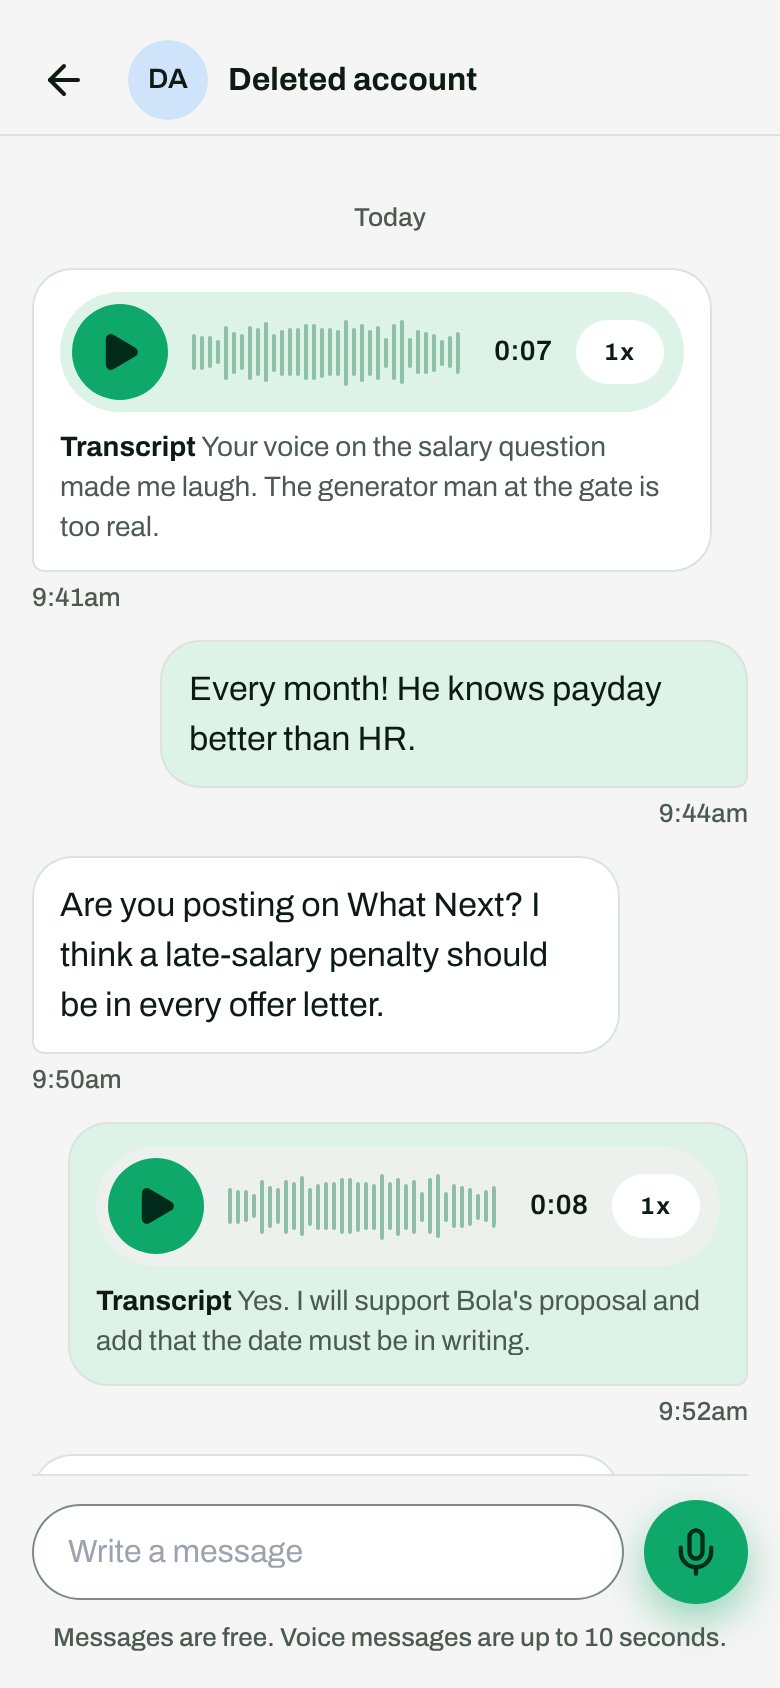 DA Deleted account
Today
0:07 1x
Transcript Your voice on the salary question
made me laugh. The generator man at the gate is
too real.
9:41am
Every month! He knows payday
better than HR.
9:44am
Are you posting on What Next? I
think a late-salary penalty should
be in every offer letter.
9:50am
0:08 1x
Transcript Yes. I will support Bola's proposal and
add that the date must be in writing.
9:52am
Write a message
Messages are free. Voice messages are up to 10 seconds.